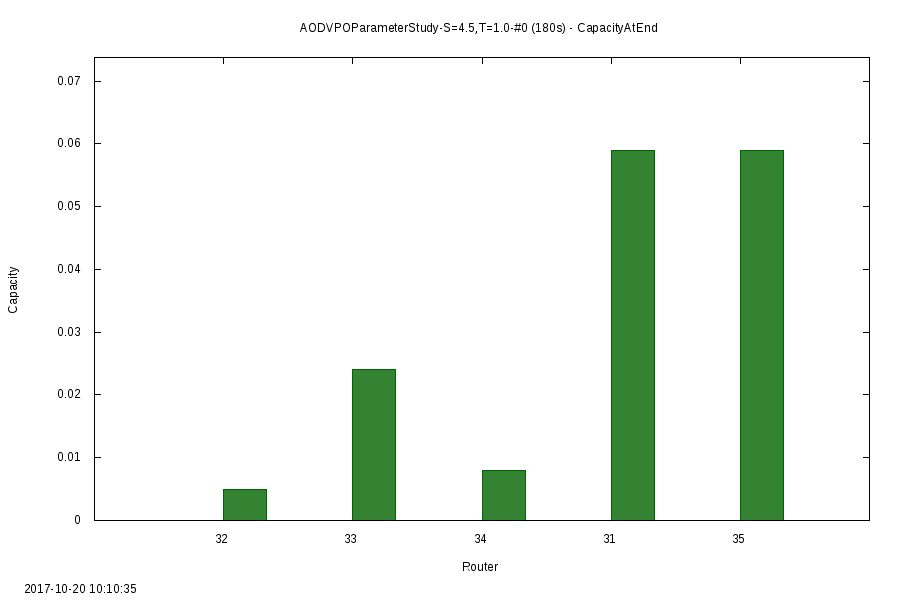 AODVPOParameterStudy-S=4.5,T=1.0-#0 (180s) - CapacityAtEnd
0.07
0.06
0.05
0.04
0.03
0.02
0.01
0
Capacity
32 33 34 31 35
Router
2017-10-20 10:10:35